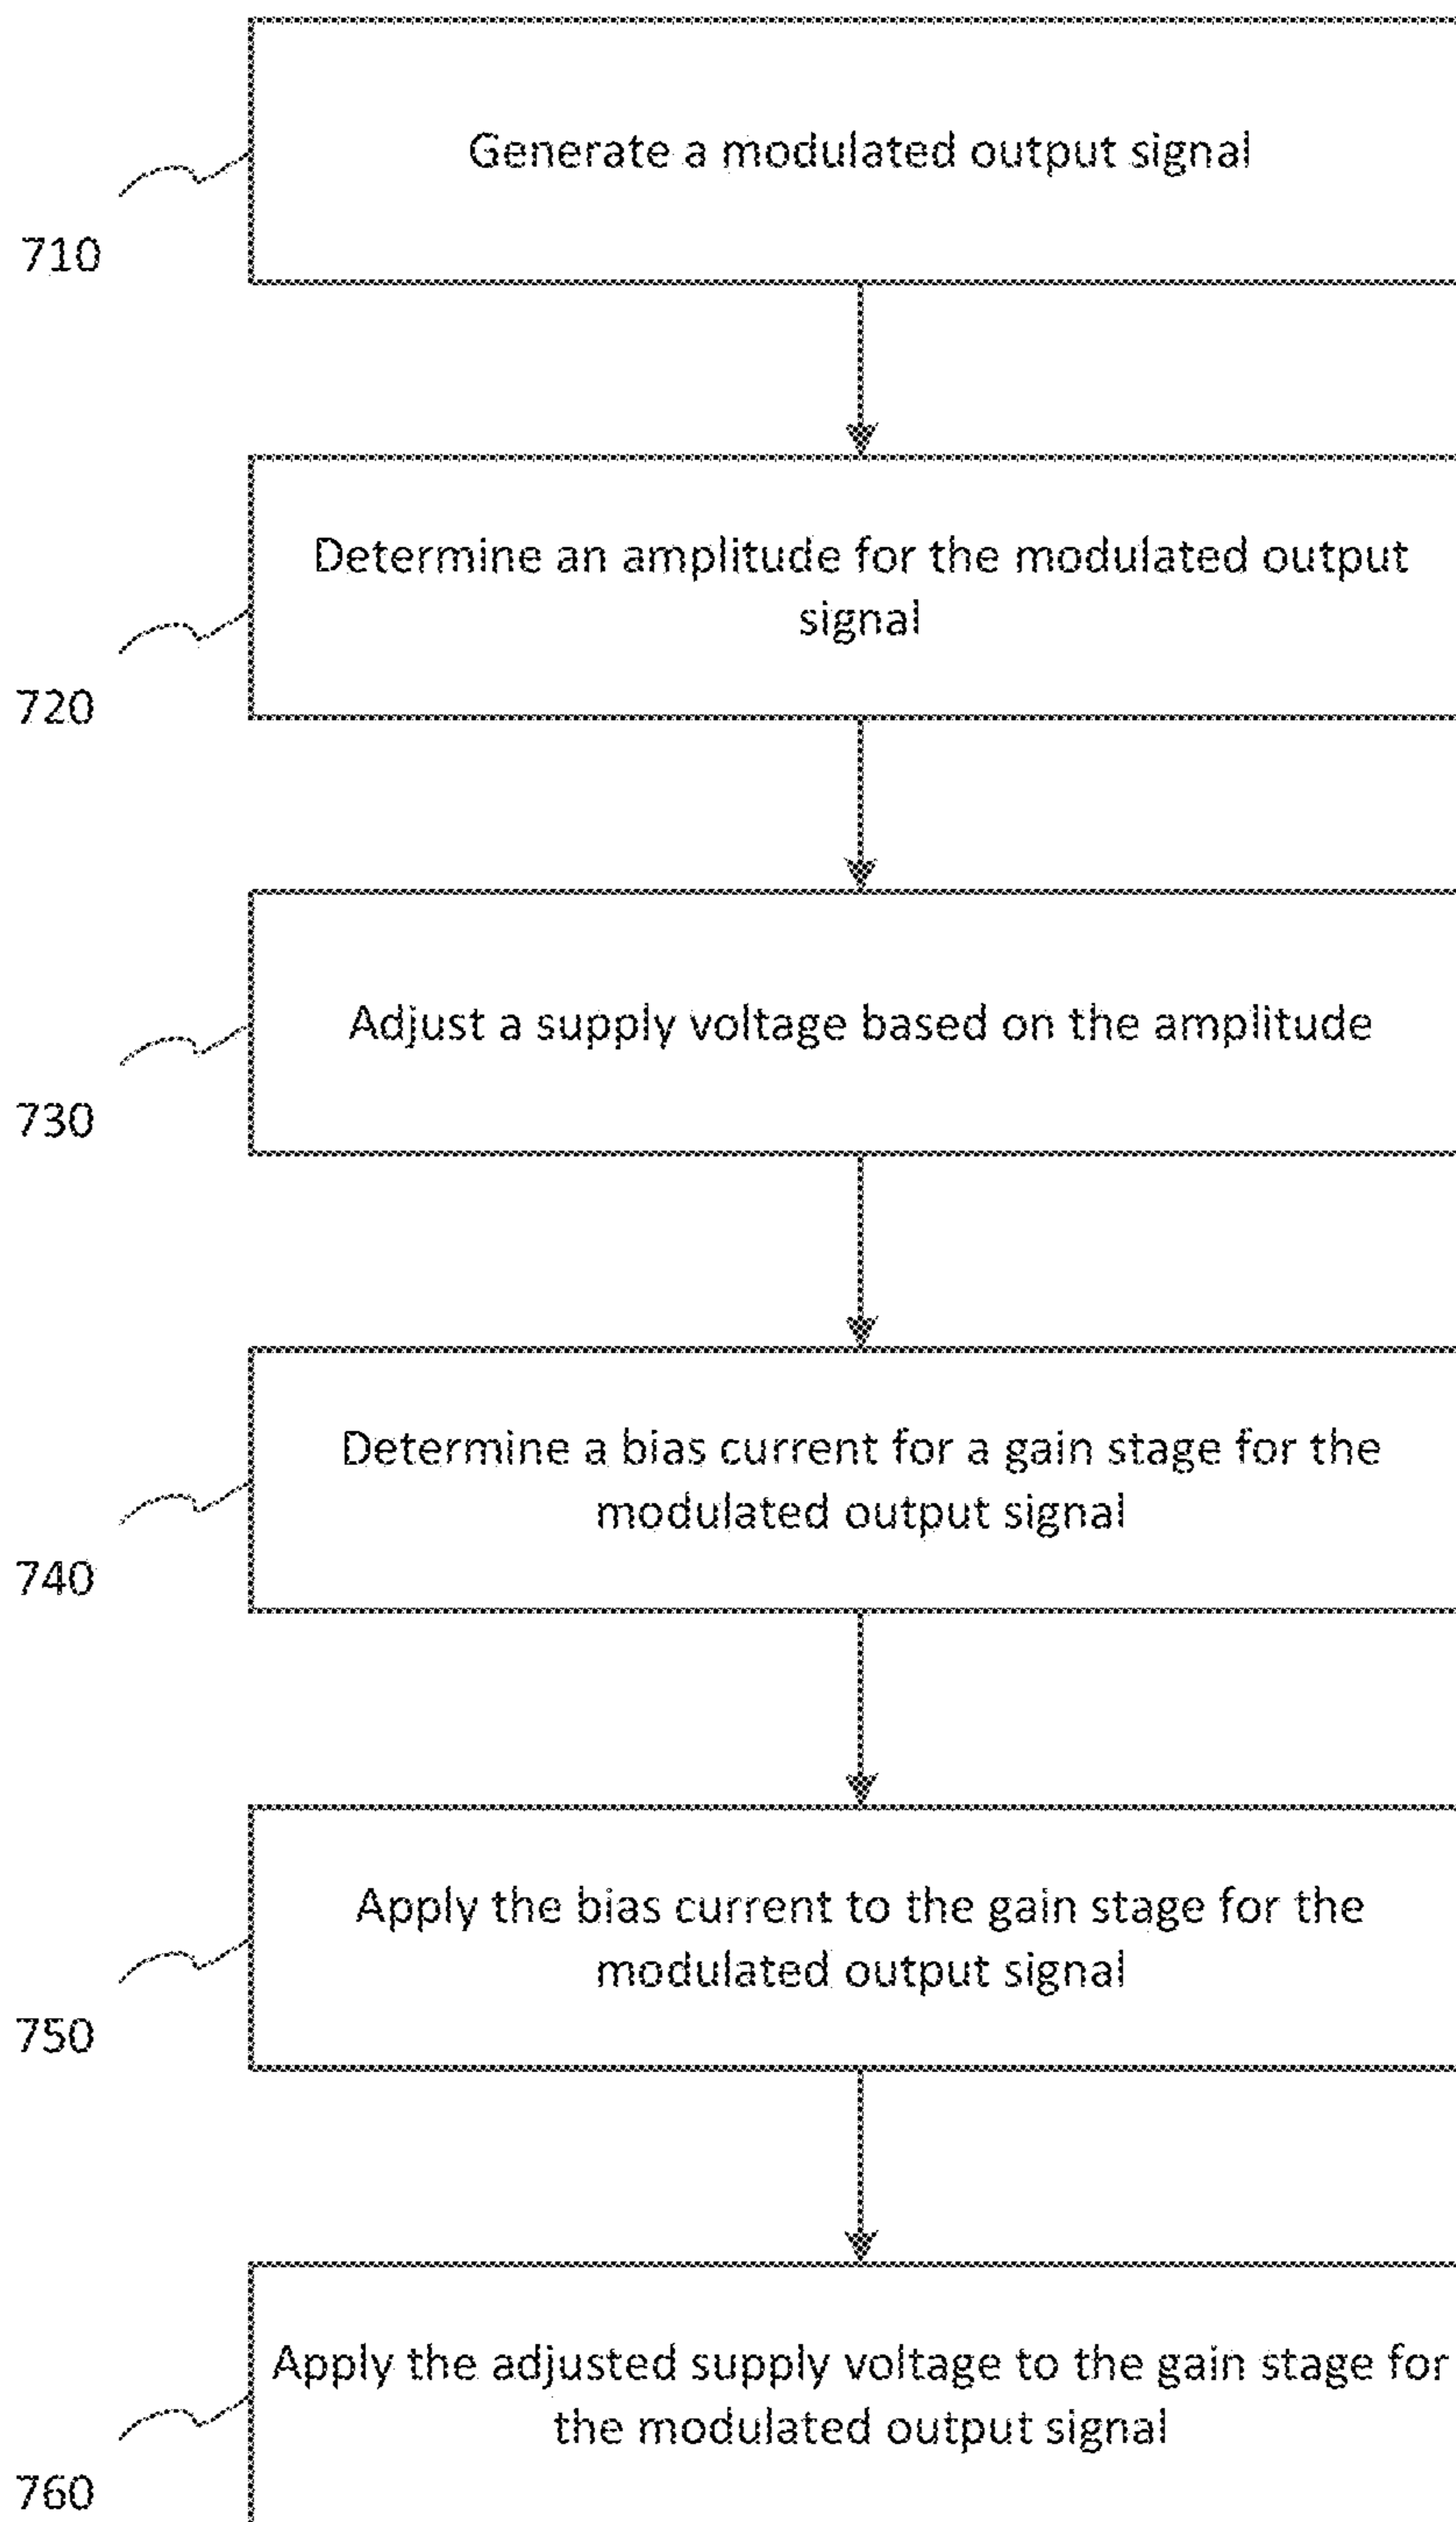 Generate a modulated output signal
710
Determine an amplitude for the modulated output
signal
720
Adjust a supply voltage based on the amplitude
730
Determine a bias current for a gain stage for the
modulated output signal
740
Apply the bias current to the gain stage for the
modulated output signal
750
Apply the adjusted supply voltage to the gain stage for
the modulated output signal
760